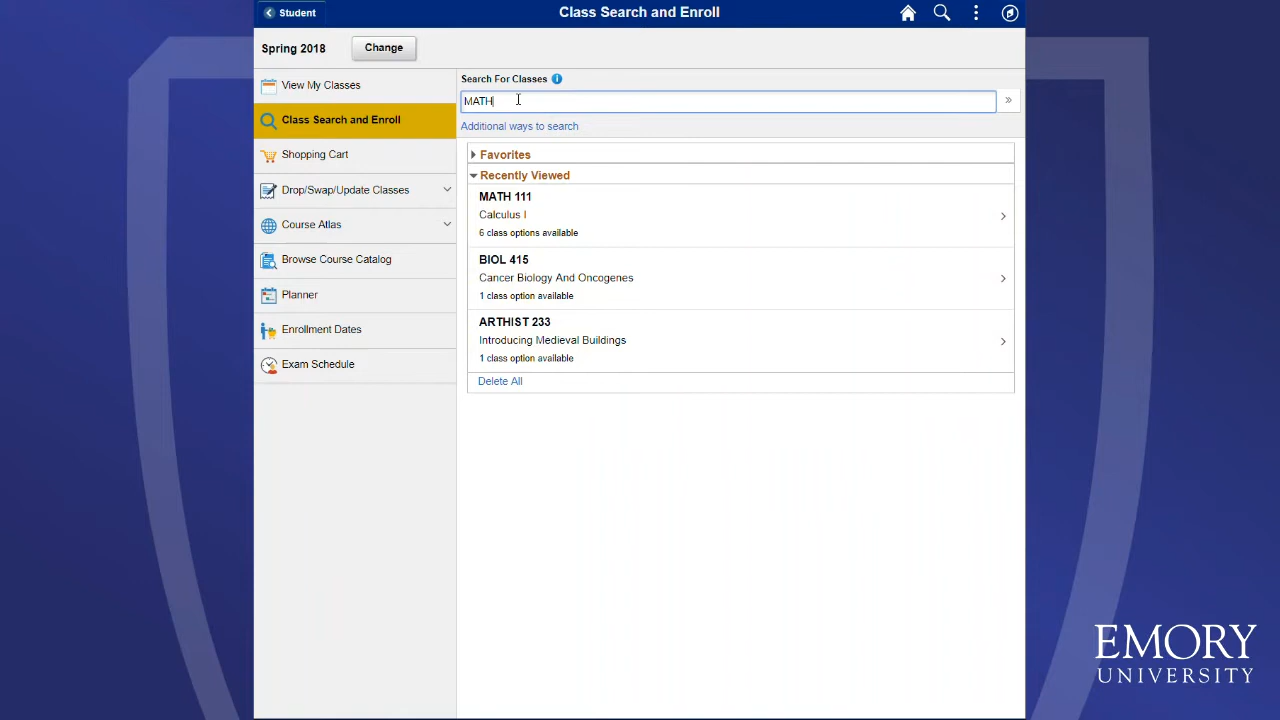 Student
Class Search and Enroll
Spring 2018
Change
View My Classes
Class Search and Enroll
Shopping Cart
Drop/Swap/Update Classes
Course Atlas
Browse Course Catalog
Planner
Enrollment Dates
Exam Schedule
Search For Classes
MATH
Additional ways to search
Favorites
Recently Viewed
MATH 111
Calculus I
6 class options available
BIOL 415
Cancer Biology And Oncogenes
1 class option available
ARTHIST 233
Introducing Medieval Buildings
1 class option available
Delete All
EMORY
UNIVERSITY